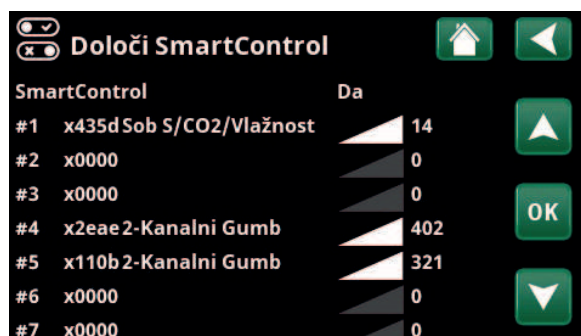 Določi SmartControl
SmartControl Da
#1 x435d Sob S/CO2/Vlažnost 14
#2 x0000 0
#3 x0000 0
#4 x2eae 2-Kanalni Gumb 402
#5 x110b 2-Kanalni Gumb 321
#6 x0000 0
#7 x0000 0
OK